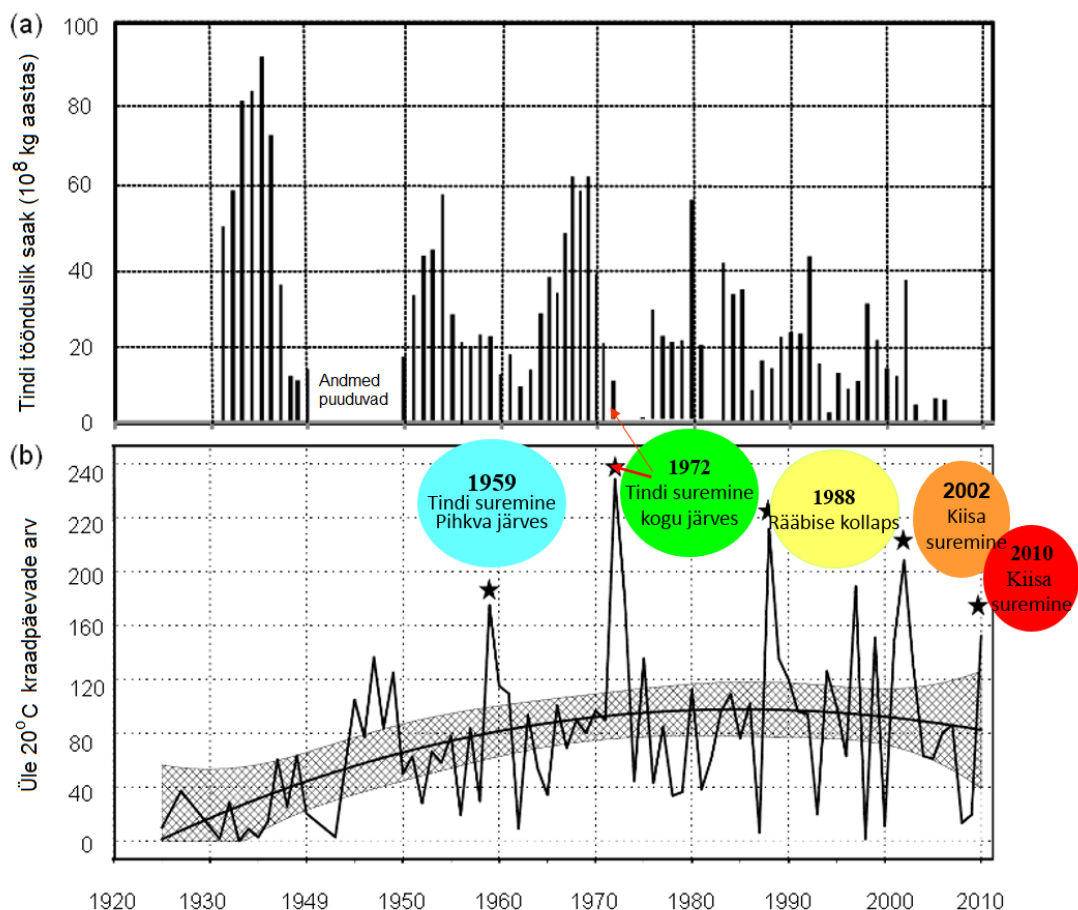 (a)
Tindi töönduslik saak (10⁸ kg aastas)
100
80
60
40
20
0
Andmed
puuduvad
(b)
Üle 20° C kraadpäevade arv
240
220
200
160
120
80
40
0
1959
Tindi suremine
Pihkva järves
1972
Tindi suremine
kogu järves
1988
Rääbise kollaps
2002
Kiisa
suremine
2010
Kiisa
suremine
1920
1930
1949
1950
1960
1970
1980
1990
2000
2010